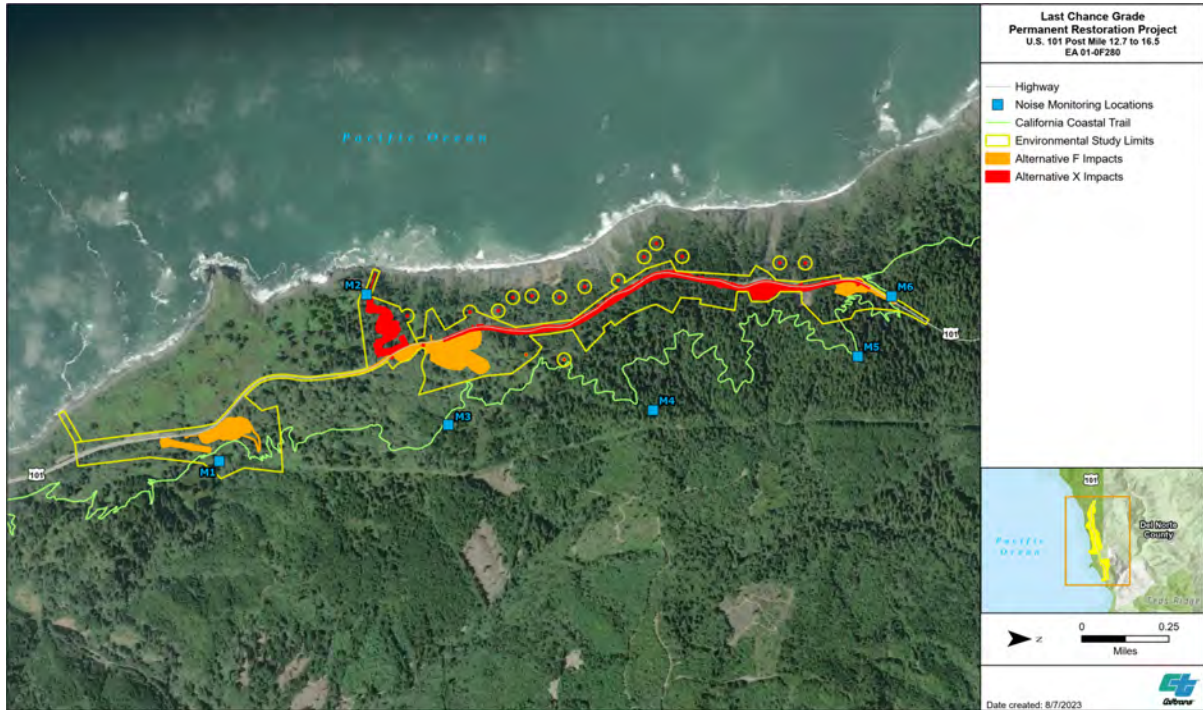 Last Chance Grade
Permanent Restoration Project
U.S. 101 Post Mile 12.7 to 16.5
EA 01-0F280
Highway
Noise Monitoring Locations
California Coastal Trail
Environmental Study Limits
Alternative F Impacts
Alternative X Impacts
Pacific Ocean
M2
M6
101
M5
M4
M3
M1
101
101
Del Norte
County
Pacific
Ocean
Ridge
N
0 0.25
Miles
Date created: 8/7/2023
Caltrans